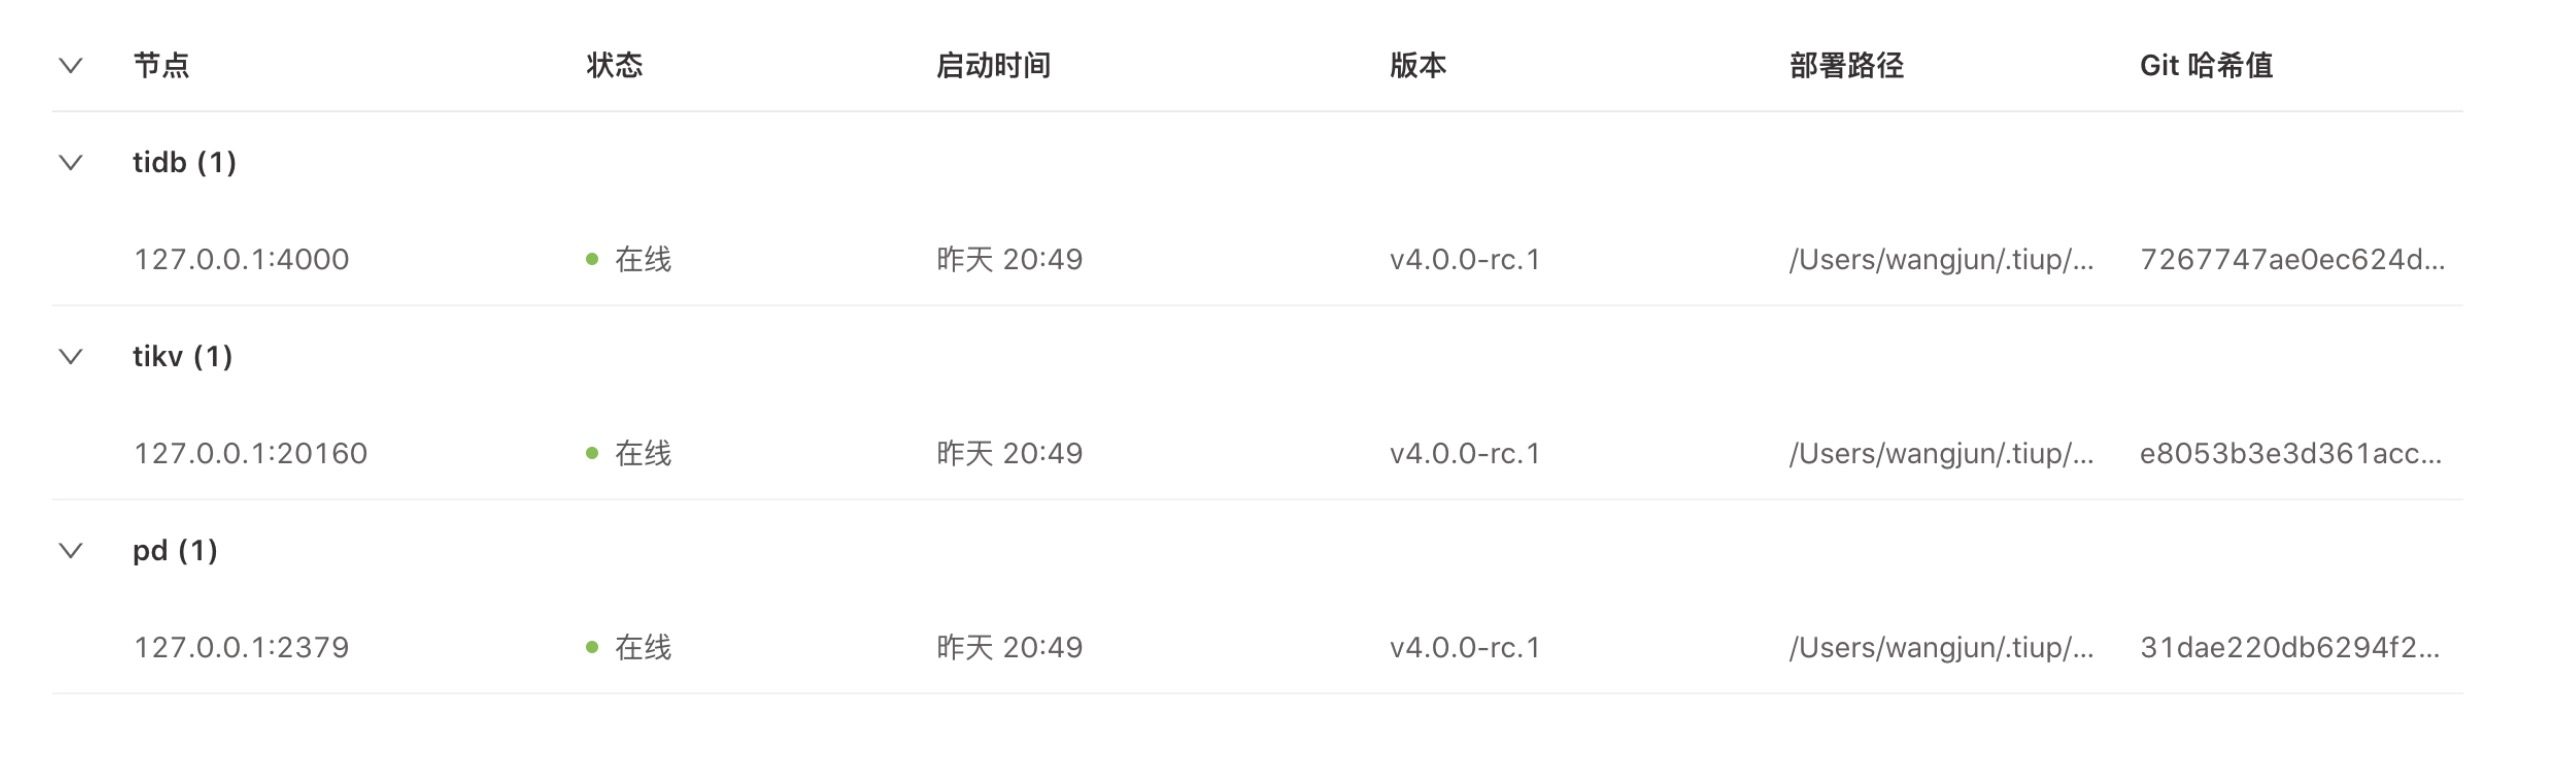 节点 状态 启动时间 版本 部署路径 Git 哈希值
tidb (1)
127.0.0.1:4000 在线 昨天 20:49 v4.0.0-rc.1 /Users/wangjun/.tiup/... 7267747ae0ec624d...
tikv (1)
127.0.0.1:20160 在线 昨天 20:49 v4.0.0-rc.1 /Users/wangjun/.tiup/... e8053b3e3d361acc...
pd (1)
127.0.0.1:2379 在线 昨天 20:49 v4.0.0-rc.1 /Users/wangjun/.tiup/... 31dae220db6294f2...